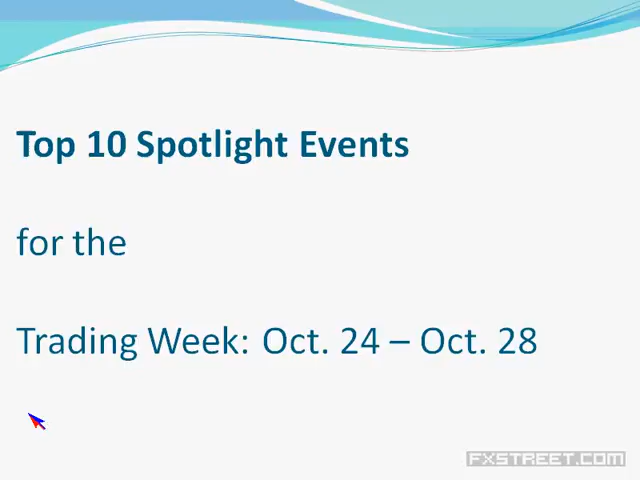 Top 10 Spotlight Events
for the
Trading Week: Oct. 24 – Oct. 28
FXSTREET.COM